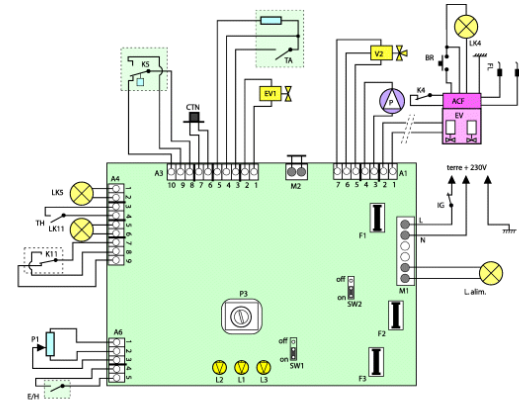 LK4
BR
FL
K4
ACF
EV
V2
P
TA
K5
EV1
CTN
A3
10 9 8 7 6 5 4 3 2 1
M2
7 6 5 4 3 2 1
A1
terre + 230V
IG
L
N
M1
L.alim.
A4
1
2
3
4
5
6
7
8
9
LK5
TH
LK11
K11
F1
off
on
SW2
P3
F2
off
on
SW1
F3
L2 L1 L3
A6
1
2
3
4
5
P1
E/H